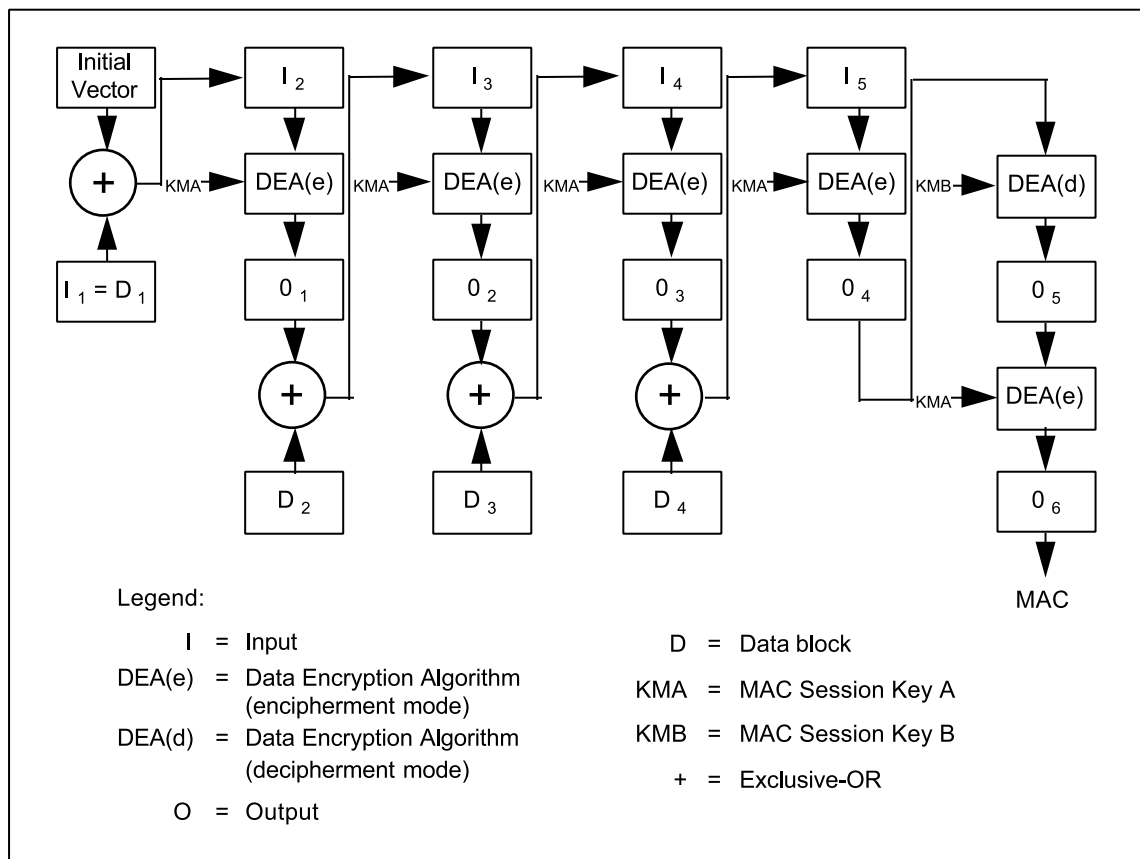 Initial Vector
I 2
I 3
I 4
I 5
+
KMA
DEA(e)
KMA
DEA(e)
KMA
DEA(e)
KMA
DEA(e)
KMB
DEA(d)
I 1 = D 1
0 1
0 2
0 3
0 4
0 5
+
+
+
KMA
DEA(e)
D 2
D 3
D 4
0 6
MAC
Legend:
I = Input
DEA(e) = Data Encryption Algorithm
(encipherment mode)
DEA(d) = Data Encryption Algorithm
(decipherment mode)
O = Output
D = Data block
KMA = MAC Session Key A
KMB = MAC Session Key B
+ = Exclusive-OR